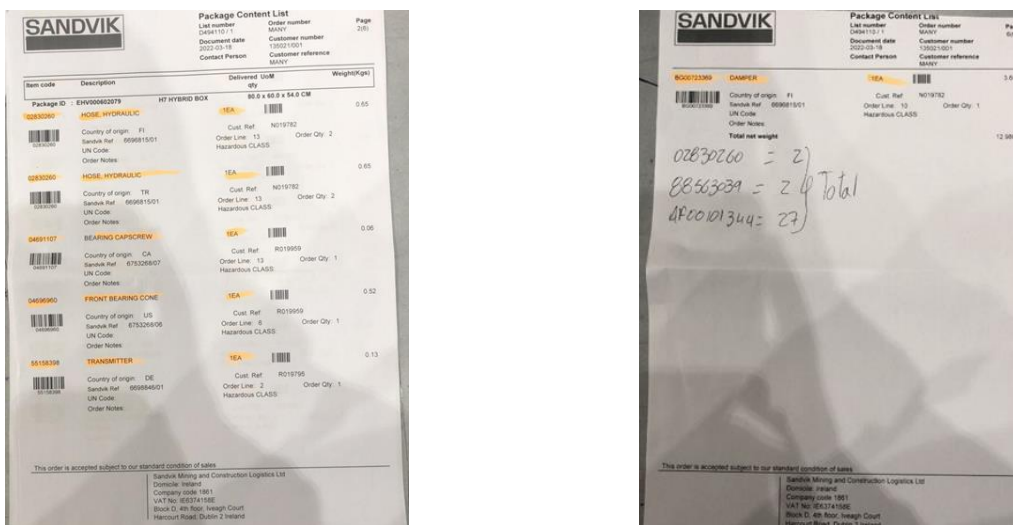 SANDVIK
Package Content List
List number Order number Page
D494110 / 1 MANY 2(6)
Document date Customer number
2022-03-18 135021/001
Contact Person Customer reference
MANY
Item code Description Delivered UoM Weight(Kgs)
qty
Package ID : EHV000602079 H7 HYBRID BOX 80.0 x 60.0 x 54.0 CM
02830260 HOSE, HYDRAULIC 1EA 0.65
Country of origin: FI Cust. Ref: N019782
02830260 Sandvik Ref: 6696815/01 Order Line: 13 Order Qty: 2
UN Code: Hazardous CLASS:
Order Notes:
02830260 HOSE, HYDRAULIC 1EA 0.65
Country of origin: TR Cust. Ref: N019782
02830260 Sandvik Ref: 6696815/01 Order Line: 13 Order Qty: 2
UN Code: Hazardous CLASS:
Order Notes:
04691107 BEARING CAPSCREW 1EA 0.06
Country of origin: CA Cust. Ref: R019959
04691107 Sandvik Ref: 6753266/07 Order Line: 13 Order Qty: 1
UN Code: Hazardous CLASS:
Order Notes:
04696960 FRONT BEARING CONE 1EA 0.52
Country of origin: US Cust. Ref: R019959
04696960 Sandvik Ref: 6753266/06 Order Line: 6 Order Qty: 1
UN Code: Hazardous CLASS:
Order Notes:
55158398 TRANSMITTER 1EA 0.13
Country of origin: DE Cust. Ref: R019795
55158398 Sandvik Ref: 6698846/01 Order Line: 2 Order Qty: 1
UN Code: Hazardous CLASS:
Order Notes:
This order is accepted subject to our standard condition of sales
Sandvik Mining and Construction Logistics Ltd
Domicile: Ireland
Company code 1861
VAT No: IE6374158E
Block D, 4th floor, Iveagh Court
Harcourt Road, Dublin 2 Ireland
SANDVIK
Package Content List
List number Order number
D494110 / 1 MANY
Document date Customer number
2022-03-18 135021/001
Contact Person Customer reference
MANY
BG00723369 DAMPER 1EA
Country of origin: FI Cust. Ref: N019782
BG00723369 Sandvik Ref: 6696815/01 Order Line: 10 Order Qty: 1
UN Code: Hazardous CLASS:
Order Notes:
Total net weight
02830260 = 2
88563039 = 2 Total
4F00101344 = 27
This order is accepted subject to our standard condition of sales
Sandvik Mining and Construction Logistics Ltd
Domicile: Ireland
Company code 1861
VAT No: IE6374158E
Block D, 4th floor, Iveagh Court
Harcourt Road, Dublin 2 Ireland